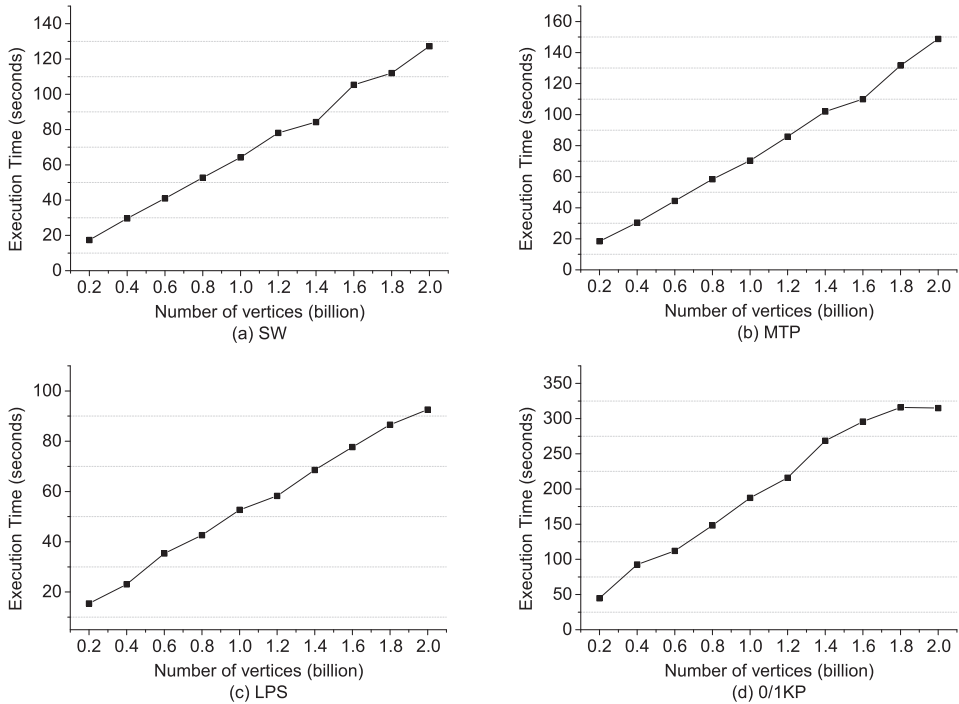 140
120
100
80
60
40
20
0
Execution Time (seconds)
0.2 0.4 0.6 0.8 1.0 1.2 1.4 1.6 1.8 2.0
Number of vertices (billion)
(a) SW
160
140
120
100
80
60
40
20
0
Execution Time (seconds)
0.2 0.4 0.6 0.8 1.0 1.2 1.4 1.6 1.8 2.0
Number of vertices (billion)
(b) MTP
100
80
60
40
20
Execution Time (seconds)
0.2 0.4 0.6 0.8 1.0 1.2 1.4 1.6 1.8 2.0
Number of vertices (billion)
(c) LPS
350
300
250
200
150
100
50
0
Execution Time (seconds)
0.2 0.4 0.6 0.8 1.0 1.2 1.4 1.6 1.8 2.0
Number of vertices (billion)
(d) 0/1KP